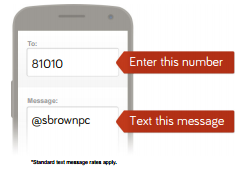 To:
81010
Enter this number
Message:
@sbrownpc
Text this message
*Standard text message rates apply.